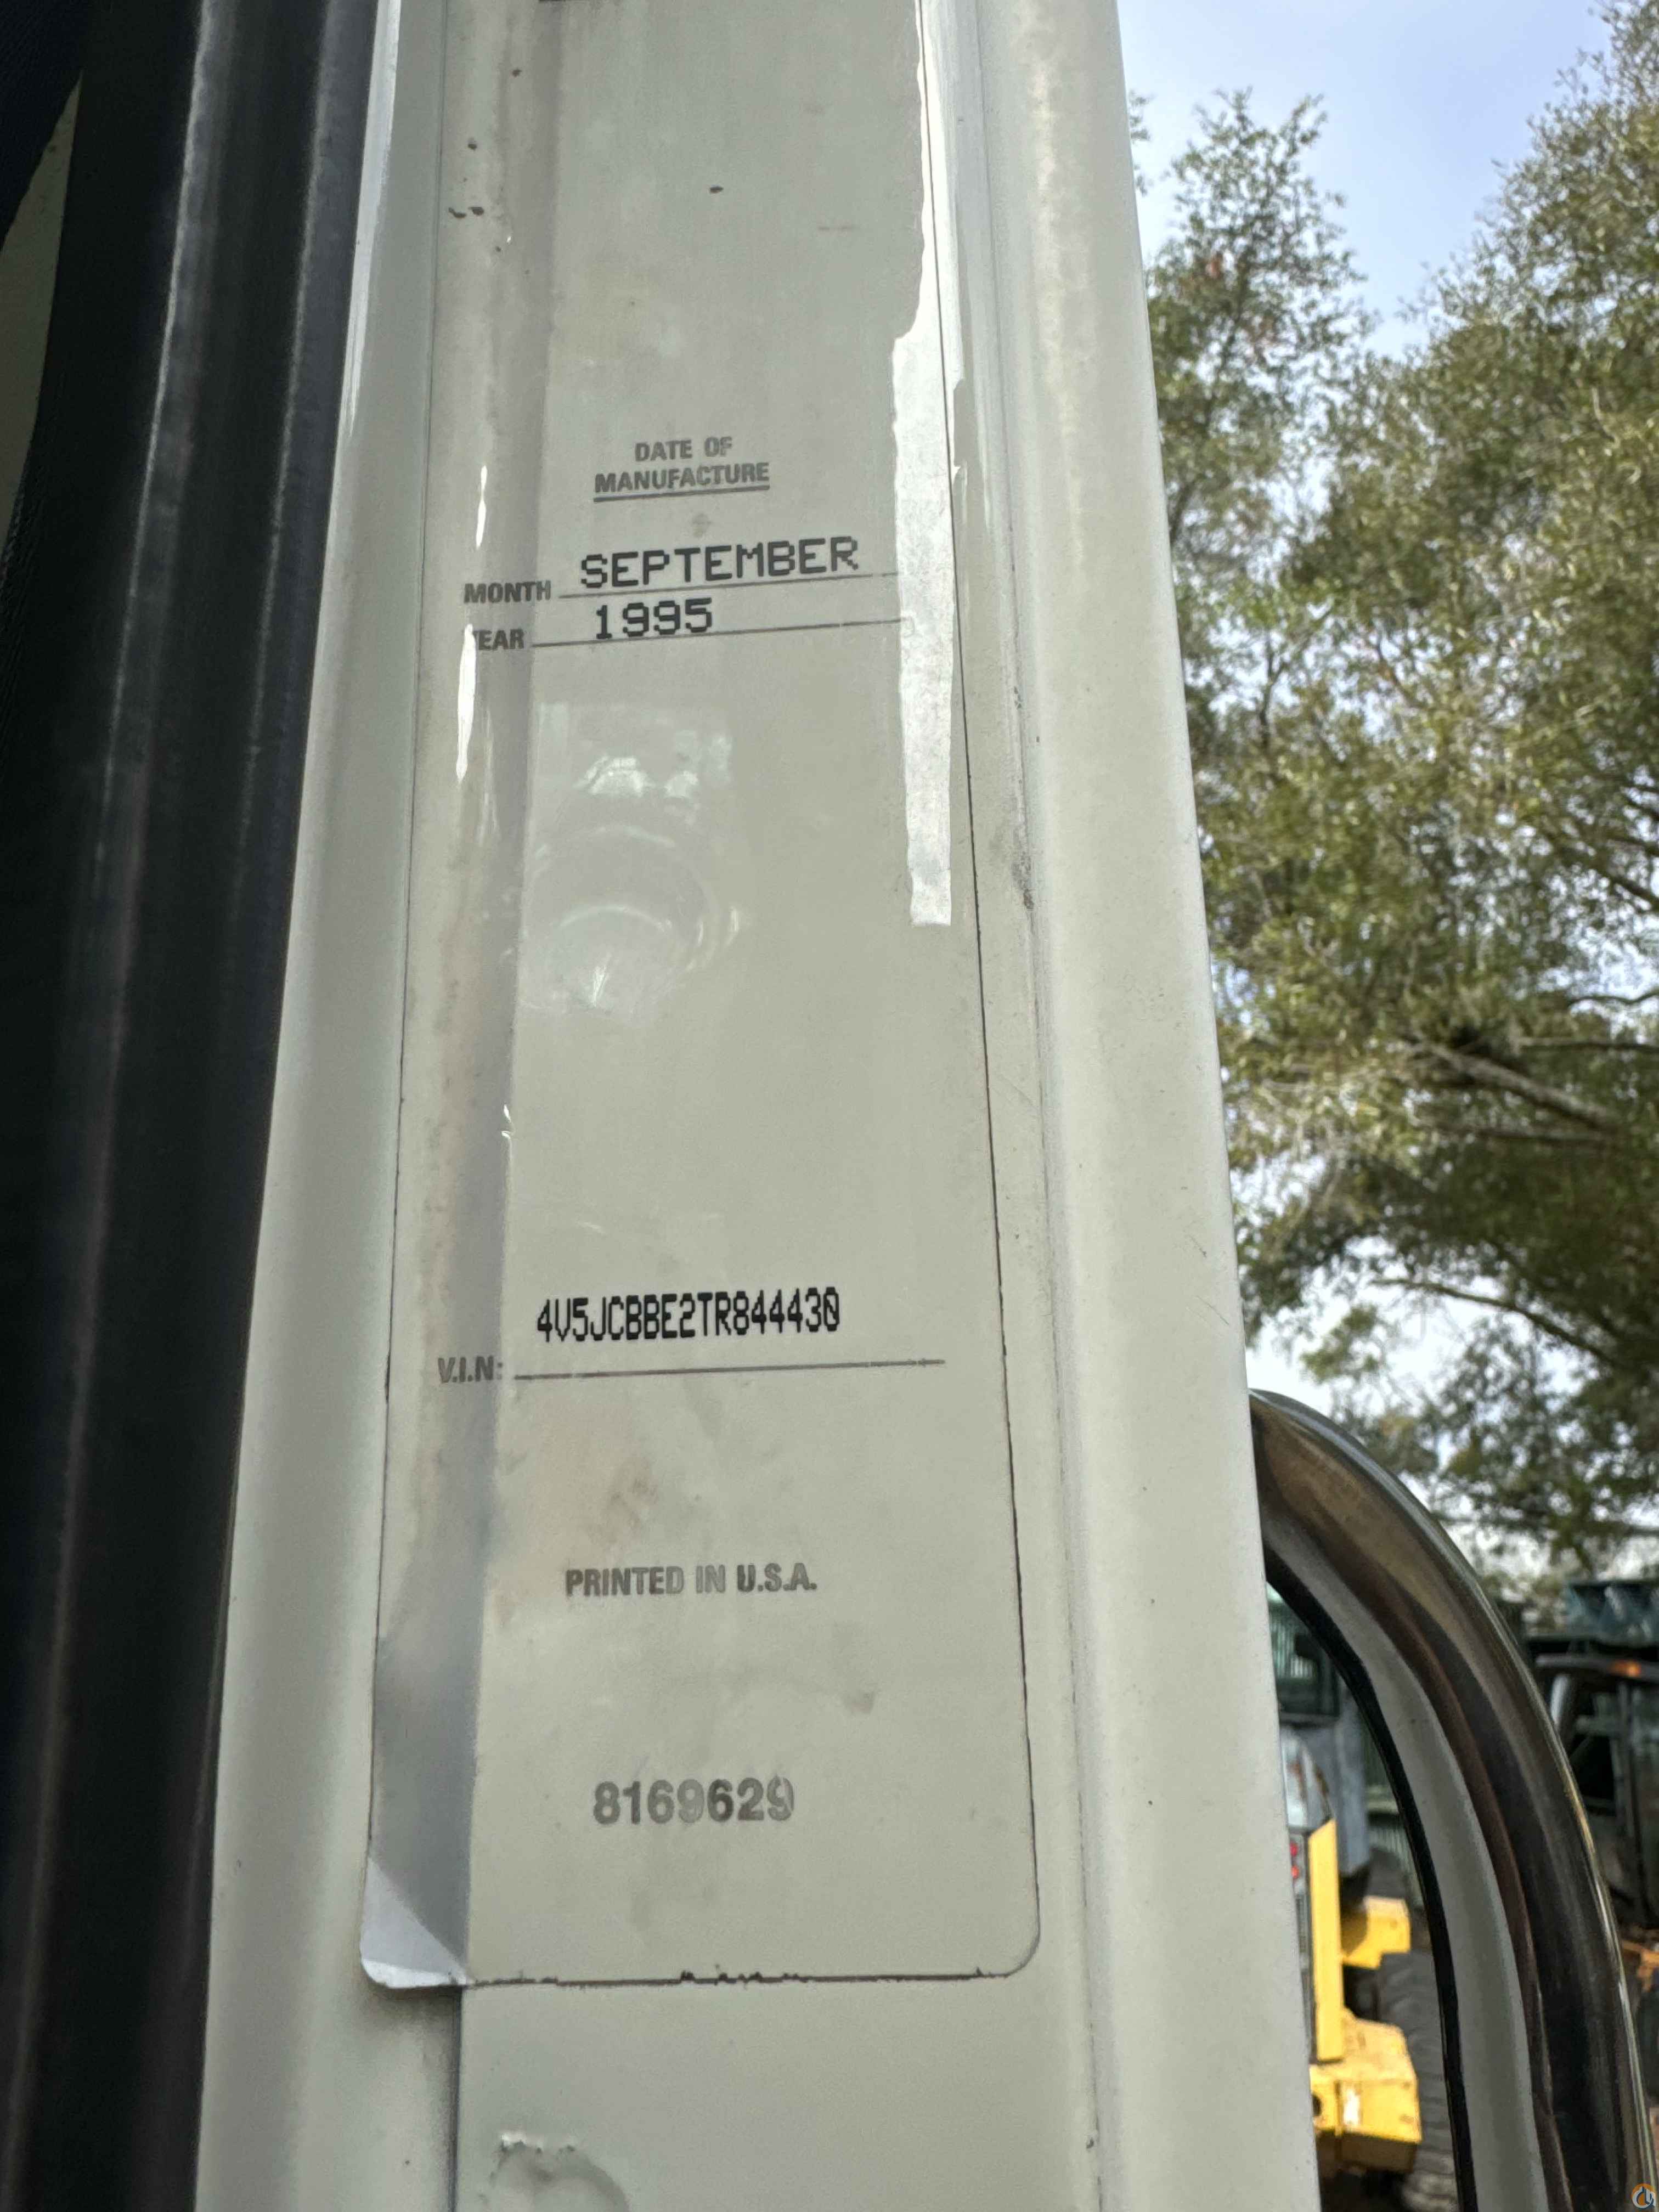 DATE OF
MANUFACTURE
MONTH SEPTEMBER
YEAR 1995
4V5JCBBE2TR844430
V.I.N:
PRINTED IN U.S.A.
8169629